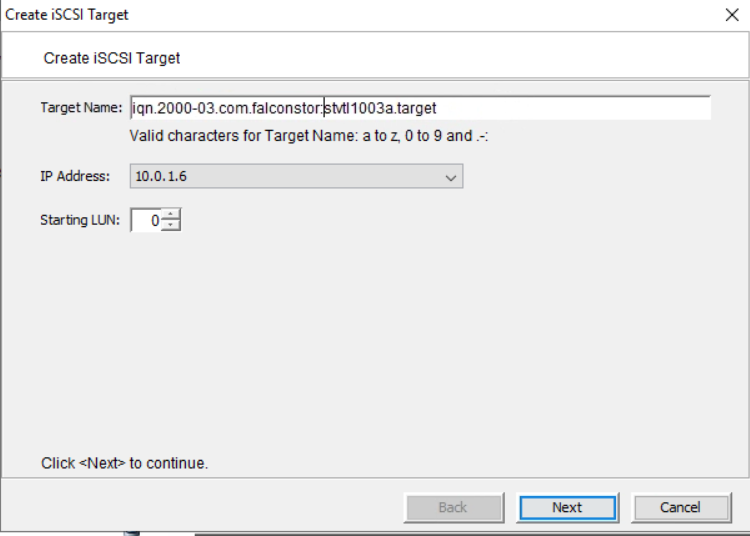 Create iSCSI Target
Create iSCSI Target
Target Name: iqn.2000-03.com.falconstor:stvtl1003a.target
Valid characters for Target Name: a to z, 0 to 9 and .-:
IP Address: 10.0.1.6
Starting LUN: 0
Click <Next> to continue.
Back Next Cancel